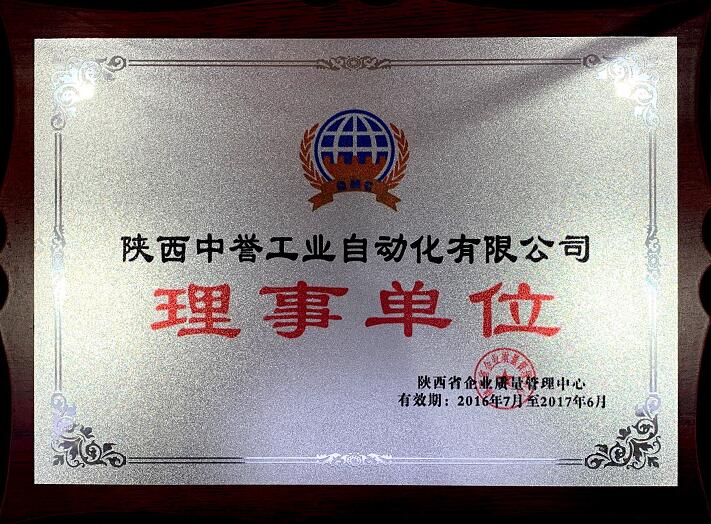 陕西中誉工业自动化有限公司
理事单位
陕西省企业质量管理中心
有效期：2016年7月至2017年6月